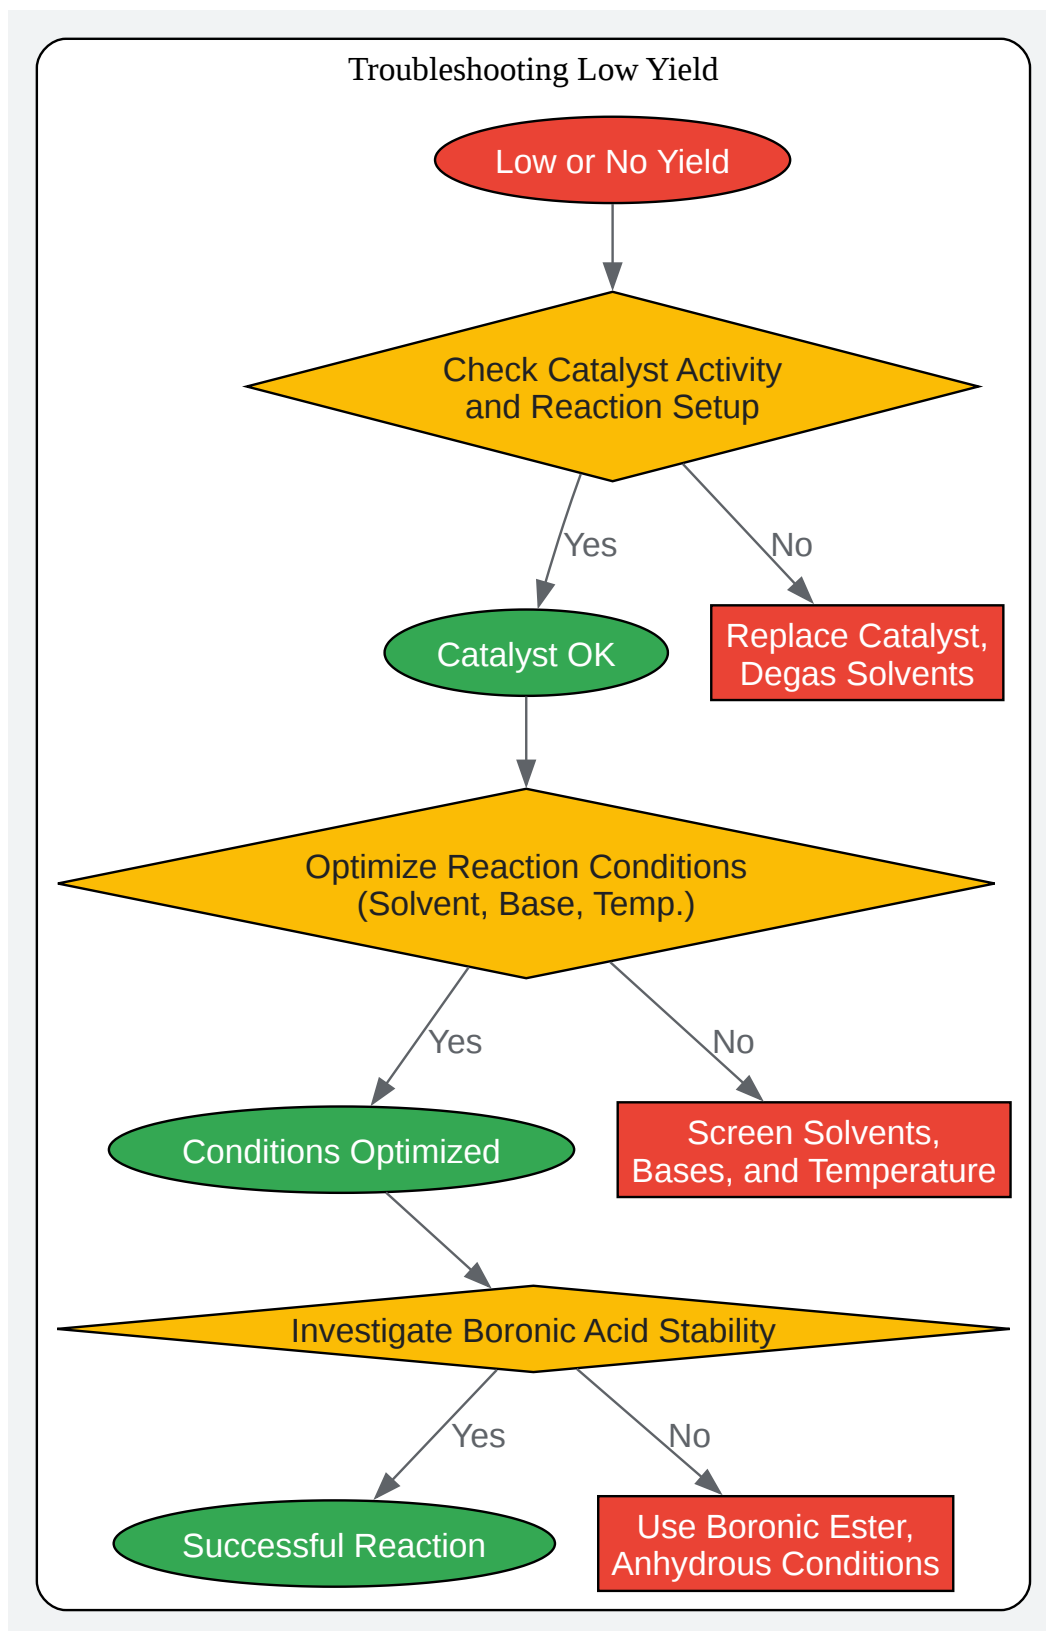 Troubleshooting Low Yield
Low or No Yield
Check Catalyst Activity
and Reaction Setup
Yes
No
Catalyst OK
Replace Catalyst,
Degas Solvents
Optimize Reaction Conditions
(Solvent, Base, Temp.)
Yes
No
Conditions Optimized
Screen Solvents,
Bases, and Temperature
Investigate Boronic Acid Stability
Yes
No
Successful Reaction
Use Boronic Ester,
Anhydrous Conditions